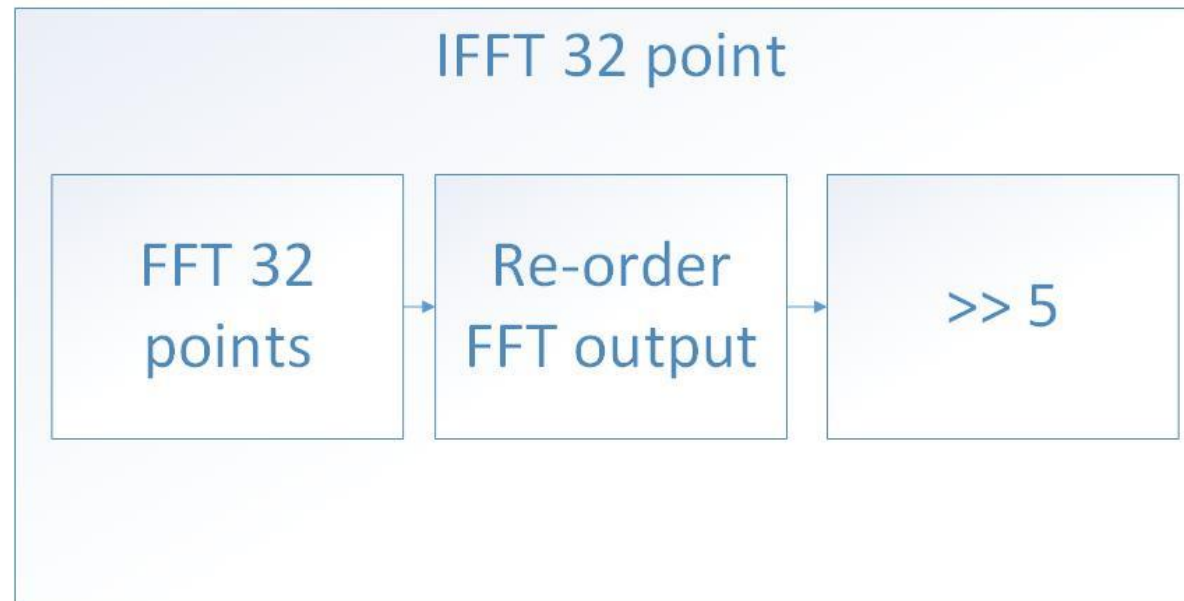 IFFT 32 point
FFT 32
points
Re-order
FFT output
>> 5